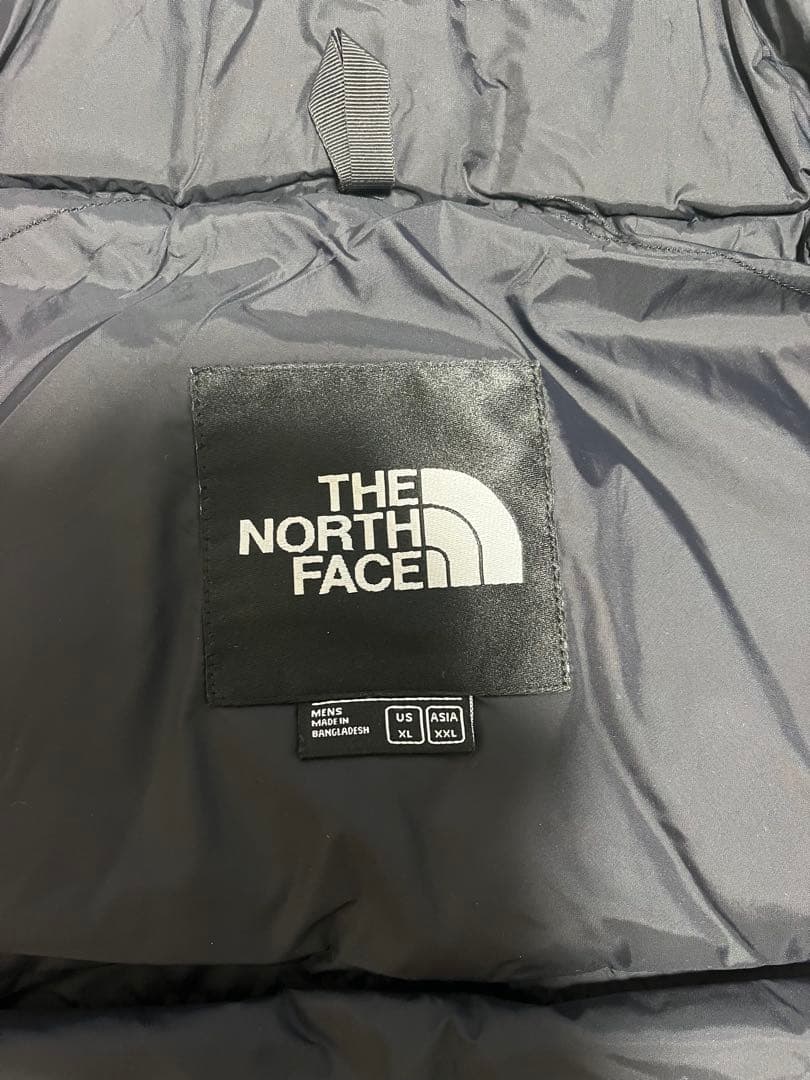 THE
NORTH
FACE
MENS
MADE IN
BANGLADESH
US
XL
ASIA
XXL